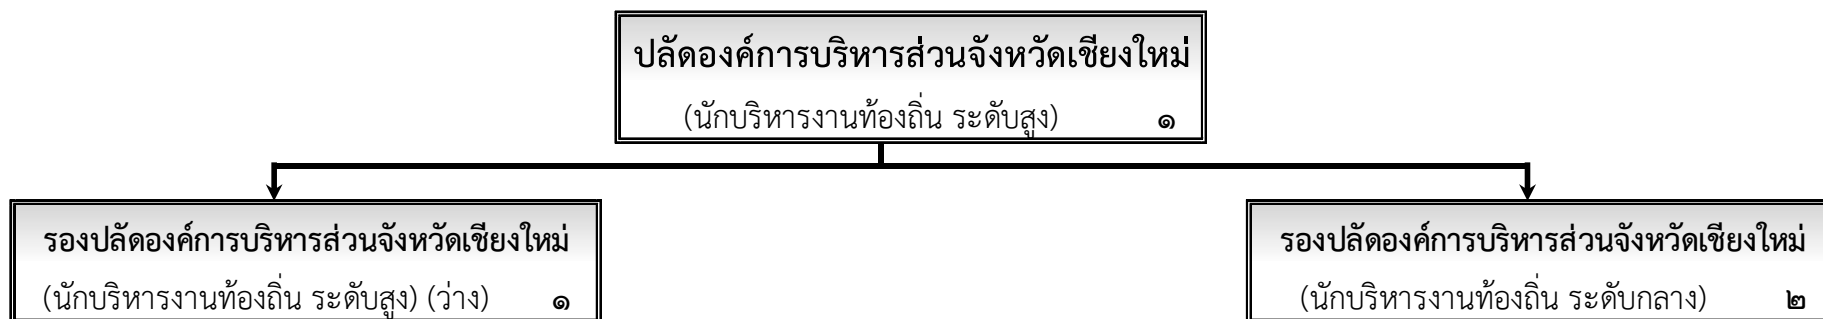 ปลัดองค์การบริหารส่วนจังหวัดเชียงใหม่
(นักบริหารงานท้องถิ่น ระดับสูง) ๑
รองปลัดองค์การบริหารส่วนจังหวัดเชียงใหม่
(นักบริหารงานท้องถิ่น ระดับสูง) (ว่าง) ๑
รองปลัดองค์การบริหารส่วนจังหวัดเชียงใหม่
(นักบริหารงานท้องถิ่น ระดับกลาง) ๒